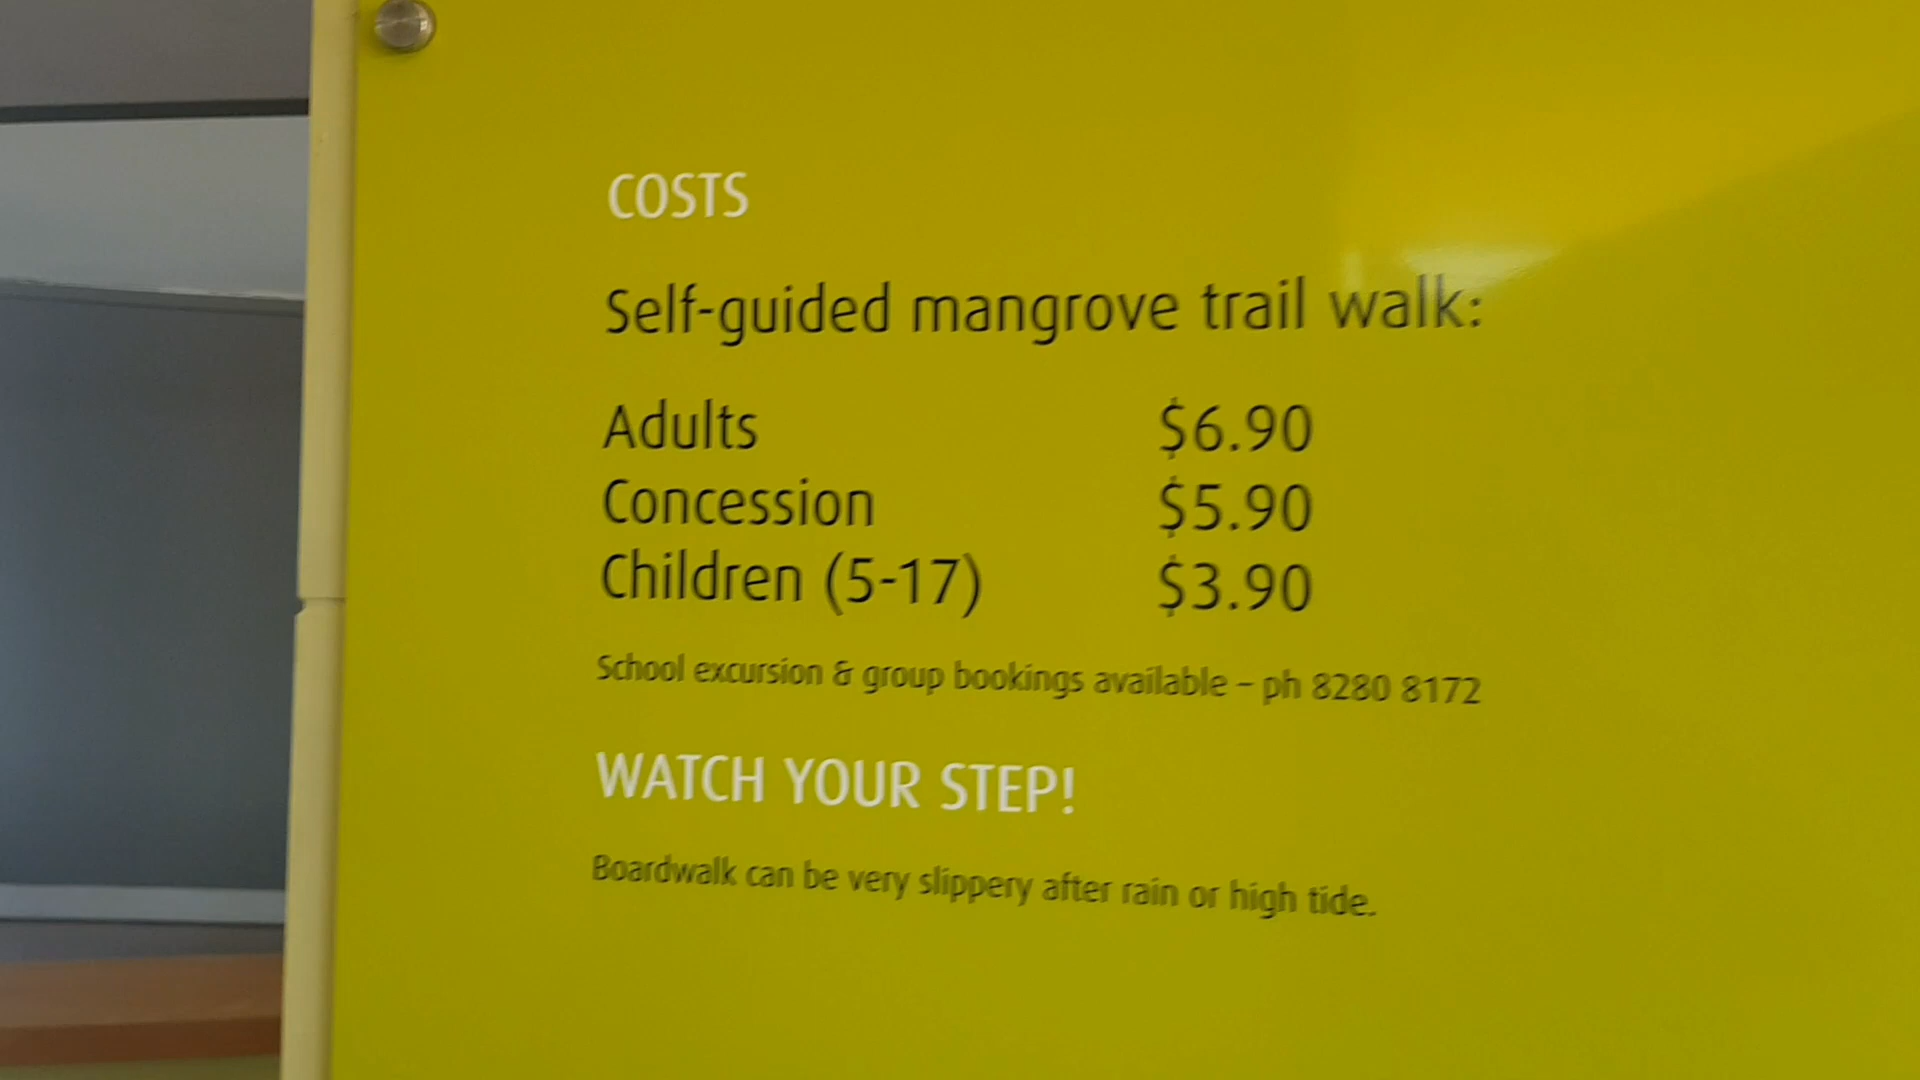 COSTS
Self-guided mangrove trail walk:
Adults $6.90
Concession $5.90
Children (5-17) $3.90
School excursion & group bookings available – ph 8280 8172
WATCH YOUR STEP!
Boardwalk can be very slippery after rain or high tide.